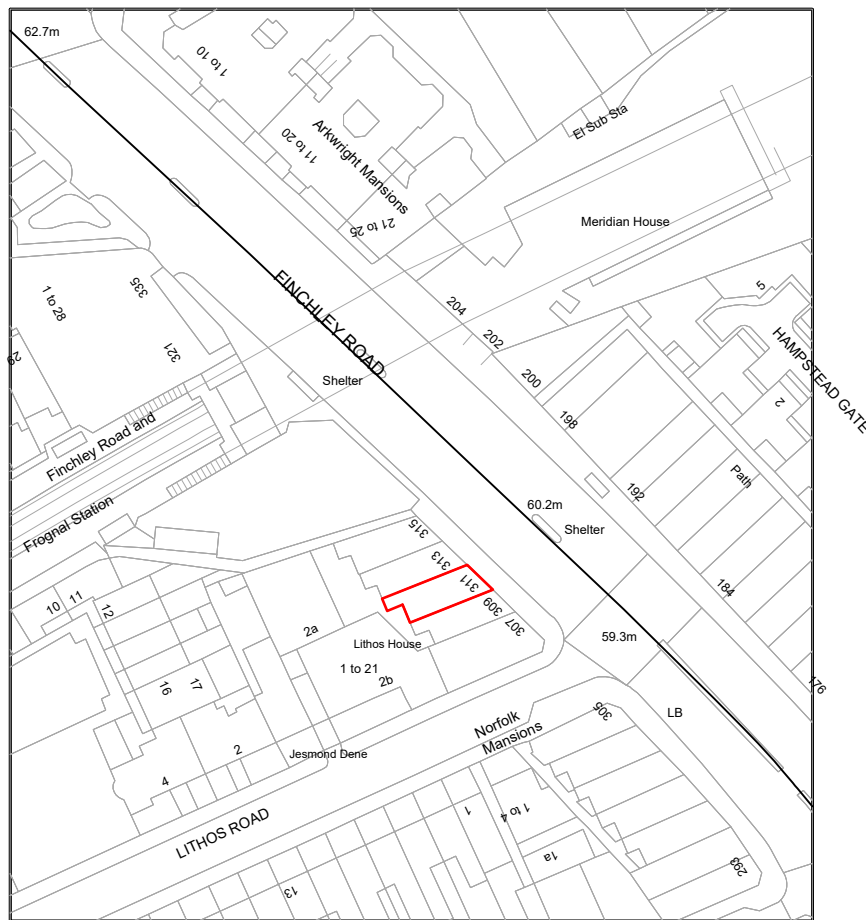 62.7m
1 to 10
Arkwright Mansions
11 to 20
21 to 25
El Sub Sta
Meridian House
335
1 to 28
321
29
FINCHLEY ROAD
Shelter
204
202
200
198
5
HAMPSTEAD GATE
2
Finchley Road and
Frognal Station
192
Path
60.2m
Shelter
184
176
315
313
311
309
307
59.3m
LB
10
11
12
2a
Lithos House
1 to 21
2b
16
17
2
4
Jesmond Dene
Norfolk
Mansions
305
LITHOS ROAD
1
1 to 4
1a
13
293